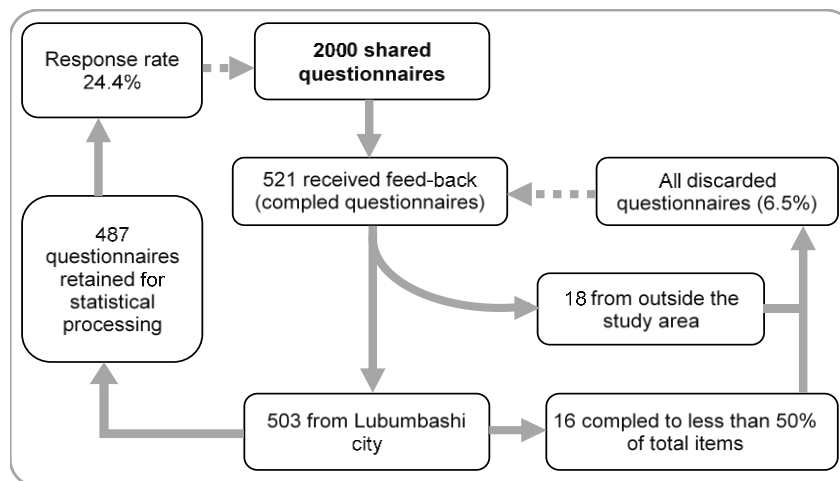 Response rate
24.4%
2000 shared
questionnaires
521 received feed-back
(compled questionnaires)
All discarded
questionnaires (6.5%)
487
questionnaires
retained for
statistical
processing
18 from outside the
study area
503 from Lubumbashi
city
16 compled to less than 50%
of total items